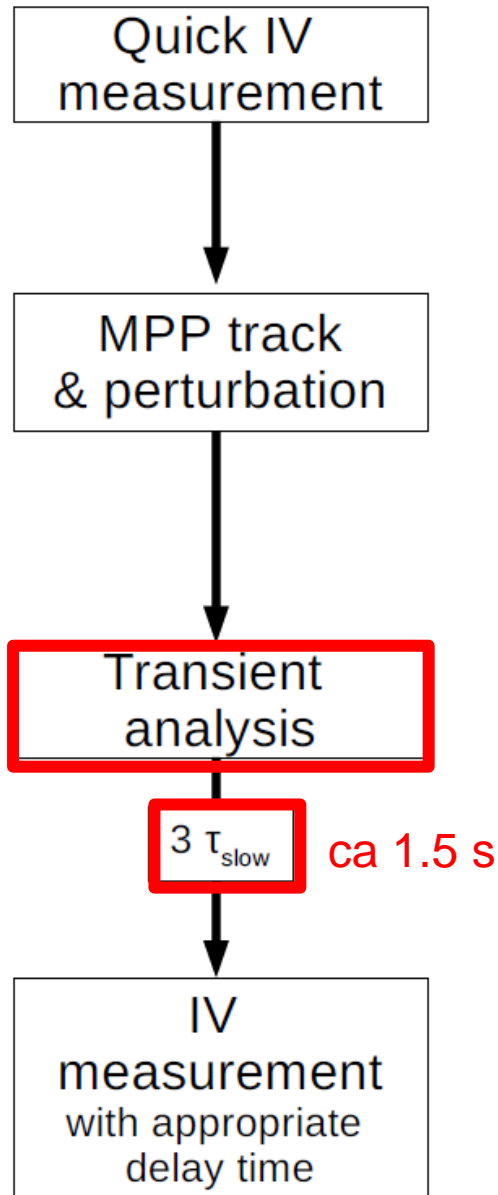 Quick IV
measurement
MPP track
& perturbation
Transient
analysis
3 τslow
ca 1.5 s
IV
measurement
with appropriate
delay time